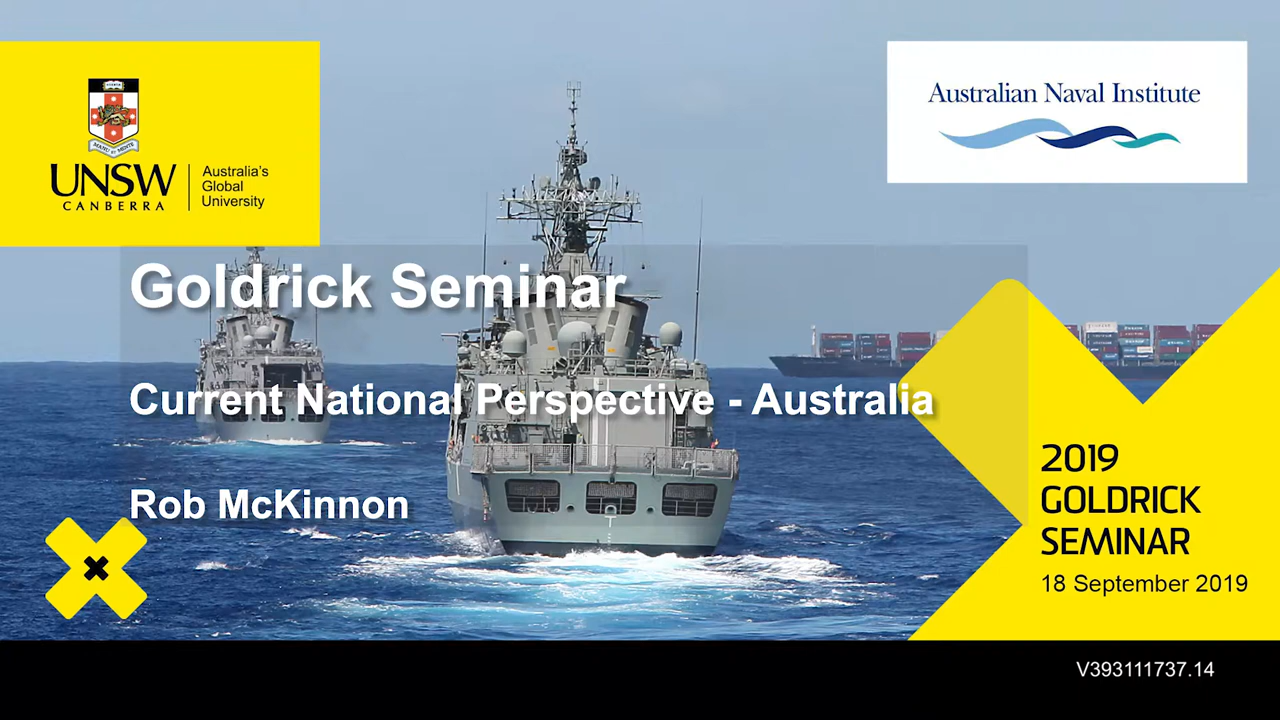 UNSW
CANBERRA
Australia's
Global
University
Australian Naval Institute
Goldrick Seminar
Current National Perspective - Australia
Rob McKinnon
2019
GOLDRICK
SEMINAR
18 September 2019
V393111737.14